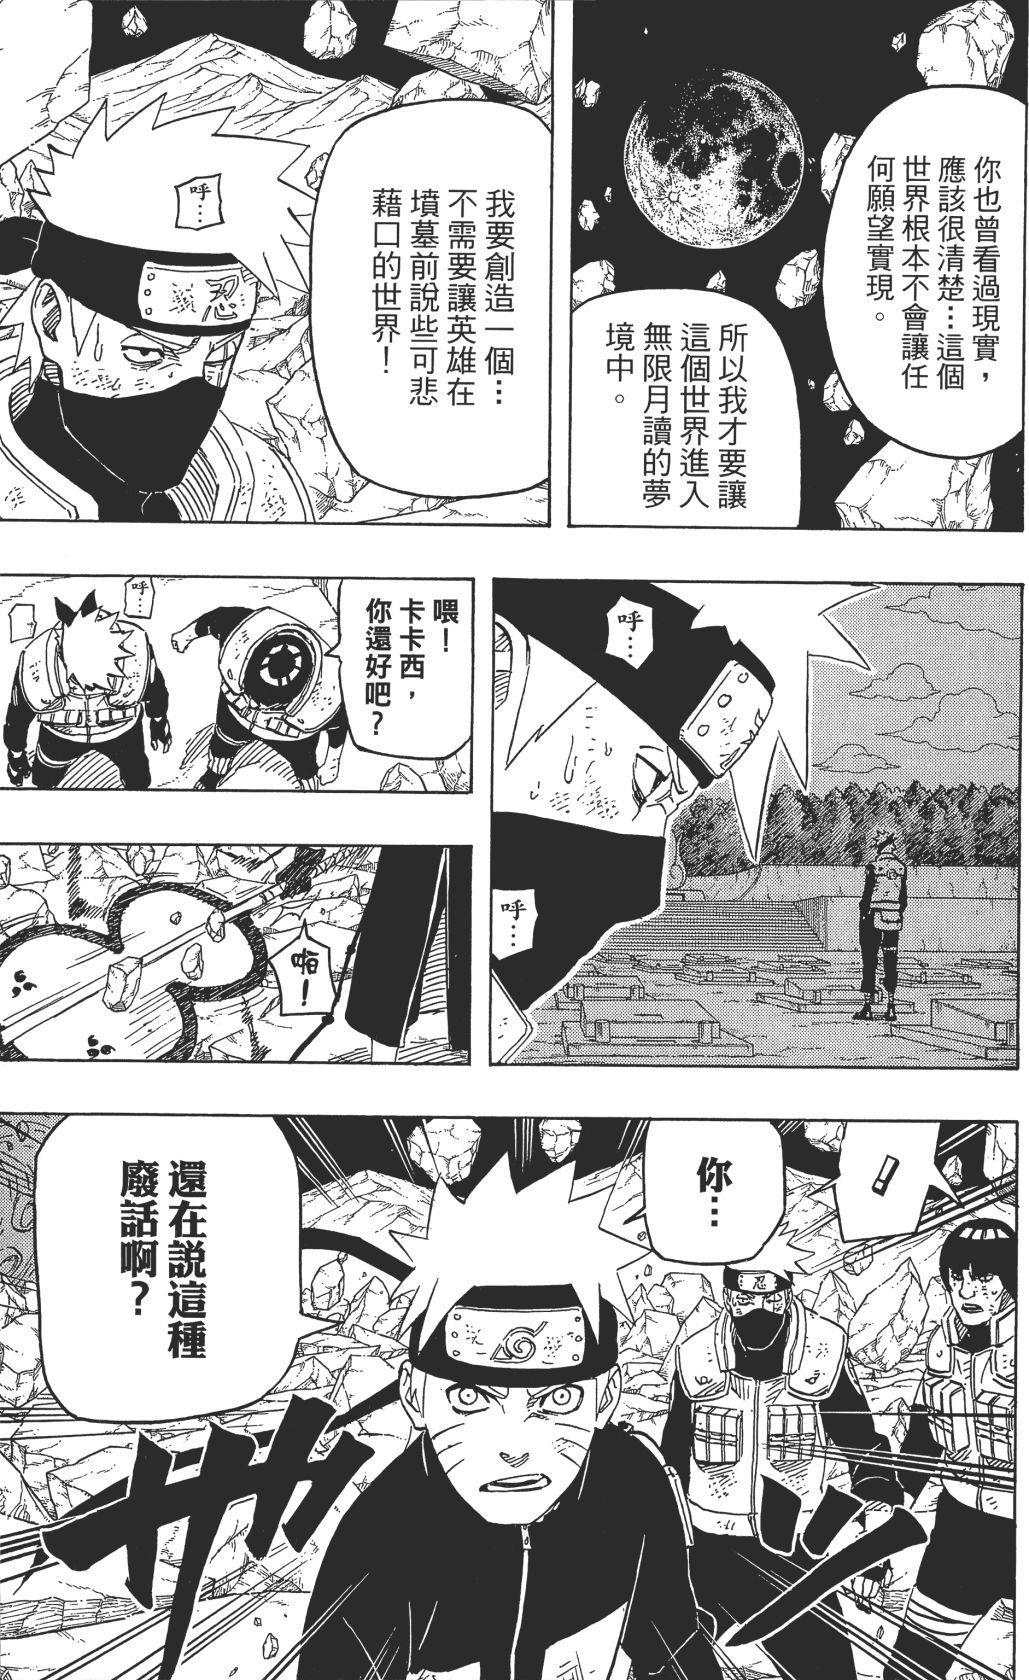 你也曾看過現實，
應該很清楚…這個
世界根本不會讓任
何願望實現。
所以我才要讓
這個世界進入
無限月讀的夢
境中。
我要創造一個…
不需要讓英雄在
墳墓前說些可悲
藉口的世界！
呼…
忍
呼…
呼…
喂！
卡卡西，
你還好吧？
呼…
啪！
！
你…
忍
還在說這種
廢話啊？
ザッ